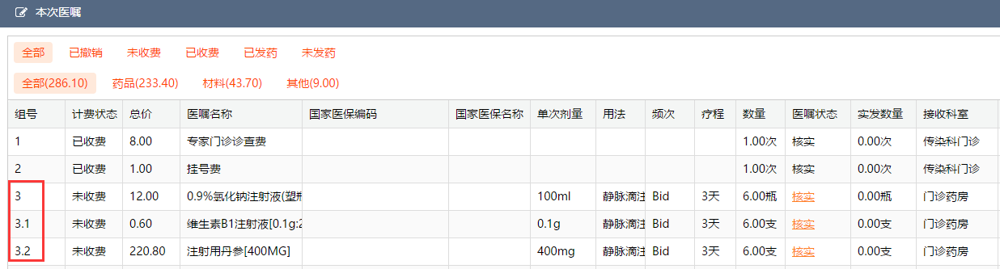 本次医嘱
全部 已撤销 未收费 已收费 已发药 未发药
全部(286.10) 药品(233.40) 材料(43.70) 其他(9.00)
组号 计费状态 总价 医嘱名称 国家医保编码 国家医保名称 单次剂量 用法 频次 疗程 数量 医嘱状态 实发数量 接收科室
1 已收费 8.00 专家门诊诊查费 1.00次 核实 0.00次 传染科门诊
2 已收费 1.00 挂号费 1.00次 核实 0.00次 传染科门诊
3 未收费 12.00 0.9%氯化钠注射液(塑瓶 100ml 静脉滴注 Bid 3天 6.00瓶 核实 0.00瓶 门诊药房
3.1 未收费 0.60 维生素B1注射液[0.1g:2 0.1g 静脉滴注 Bid 3天 6.00支 核实 0.00支 门诊药房
3.2 未收费 220.80 注射用丹参[400MG] 400mg 静脉滴注 Bid 3天 6.00支 核实 0.00支 门诊药房